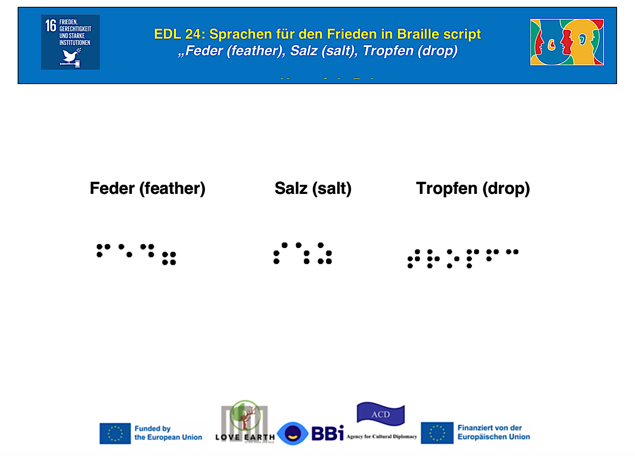 16 FRIEDEN,
GERECHTIGKEIT
UND STARKE
INSTITUTIONEN
EDL 24: Sprachen für den Frieden in Braille script
„Feder (feather), Salz (salt), Tropfen (drop)
Feder (feather) Salz (salt) Tropfen (drop)
⠞⠗⠕⠏⠋⠉
Funded by
the European Union
LOVE EARTH
BBi
ACD
Agency for Cultural Diplomacy
Finanziert von der
Europäischen Union